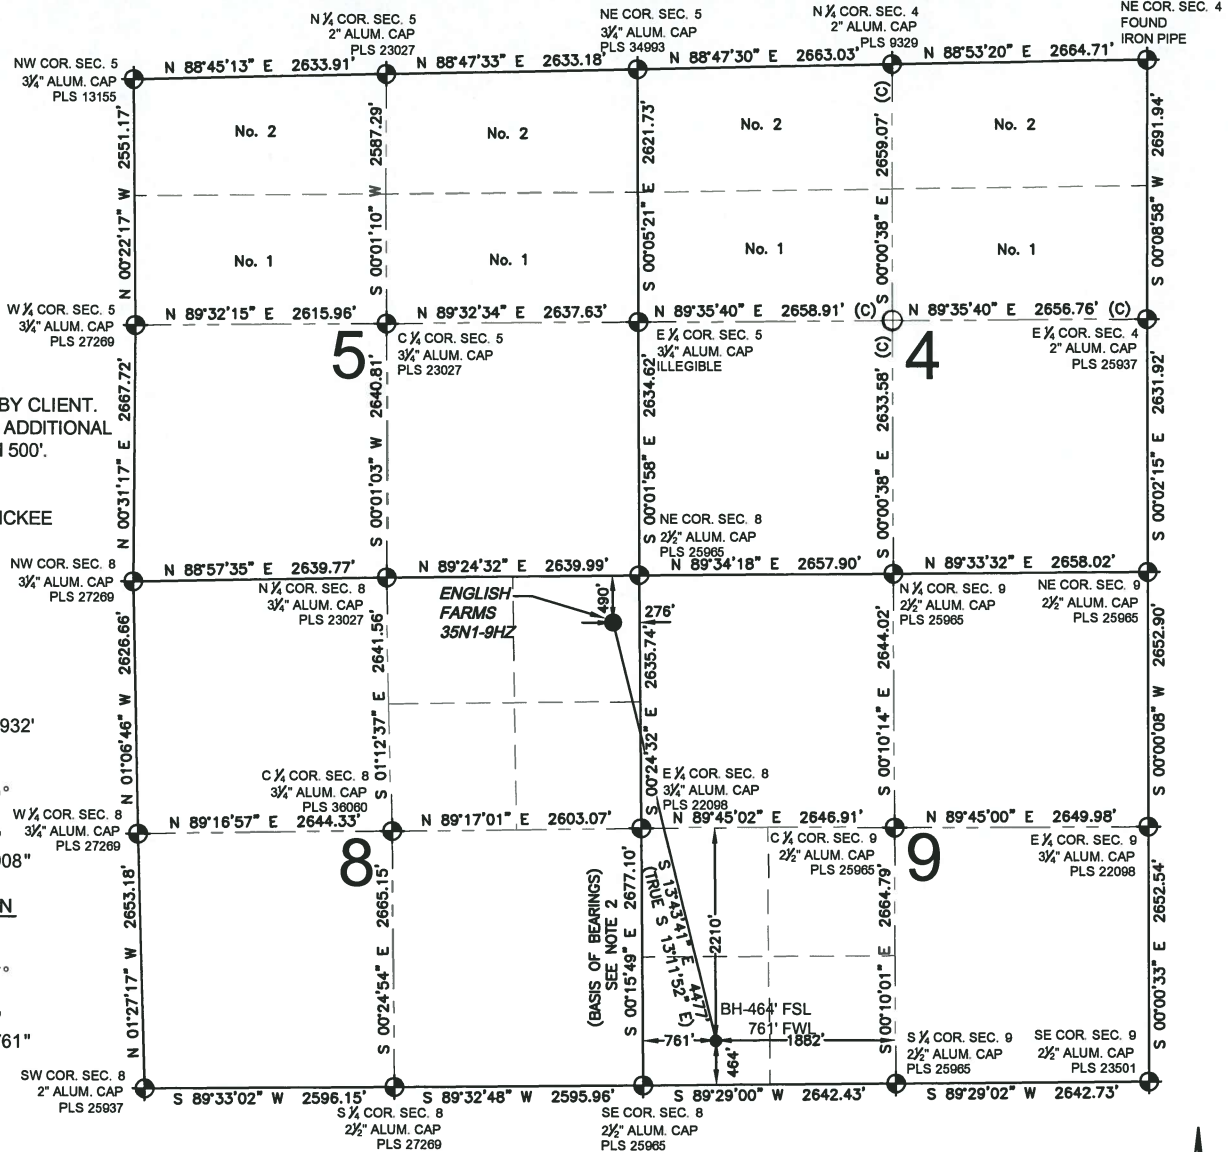 N ¼ COR. SEC. 5
2" ALUM. CAP
PLS 23027
NE COR. SEC. 5
3¼" ALUM. CAP
PLS 34993
N ¼ COR. SEC. 4
2" ALUM. CAP
PLS 9329
NE COR. SEC. 4
FOUND
IRON PIPE
NW COR. SEC. 5
3¼" ALUM. CAP
PLS 13155
N 88°45'13" E 2633.91'
N 88°47'33" E 2633.18'
N 88°47'30" E 2663.03'
N 88°53'20" E 2664.71'
N 00°22'17" W 2551.17'
S 00°01'10" W 2587.29'
S 00°05'21" E 2621.73'
S 00°00'38" E 2659.07' (C)
S 00°08'58" W 2691.94'
No. 2
No. 2
No. 2
No. 2
No. 1
No. 1
No. 1
No. 1
W ¼ COR. SEC. 5
3¼" ALUM. CAP
PLS 27269
N 89°32'15" E 2615.96'
N 89°32'34" E 2637.63'
N 89°35'40" E 2658.91' (C)
N 89°35'40" E 2656.76' (C)
5
C ¼ COR. SEC. 5
3¼" ALUM. CAP
PLS 23027
E ¼ COR. SEC. 5
3¼" ALUM. CAP
ILLEGIBLE
4
E ¼ COR. SEC. 4
2" ALUM. CAP
PLS 25937
BY CLIENT.
ADDITIONAL
500'.
ICKEE
N 00°31'17" E 2667.72'
S 00°01'03" W 2640.81'
S 00°01'58" E 2634.62'
S 00°00'38" E 2633.58' (C)
S 00°02'15" E 2631.92'
NW COR. SEC. 8
3¼" ALUM. CAP
PLS 27269
N 88°57'35" E 2639.77'
N 89°24'32" E 2639.99'
N 89°34'18" E 2657.90'
N 89°33'32" E 2658.02'
N ¼ COR. SEC. 8
3¼" ALUM. CAP
PLS 23027
NE COR. SEC. 8
2½" ALUM. CAP
PLS 25965
N ¼ COR. SEC. 9
2½" ALUM. CAP
PLS 25965
NE COR. SEC. 9
2½" ALUM. CAP
PLS 25965
ENGLISH
FARMS
35N1-9HZ
490'
276'
N 01°06'46" W 2626.66'
S 01°12'37" E 2641.56'
S 00°24'32" E 2635.74'
S 00°10'14" E 2644.02'
S 00°00'08" W 2652.90'
932'
°
908"
N
°
761"
W ¼ COR. SEC. 8
3¼" ALUM. CAP
PLS 27269
C ¼ COR. SEC. 8
3¼" ALUM. CAP
PLS 36060
E ¼ COR. SEC. 8
3¼" ALUM. CAP
PLS 22098
N 89°16'57" E 2644.33'
N 89°17'01" E 2603.07'
N 89°45'02" E 2646.91'
N 89°45'00" E 2649.98'
8
C ¼ COR. SEC. 9
2½" ALUM. CAP
PLS 25965
9
E ¼ COR. SEC. 9
3¼" ALUM. CAP
PLS 22098
N 01°27'17" W 2653.18'
S 00°24'54" E 2665.15'
(BASIS OF BEARINGS)
SEE NOTE 2
S 00°15'49" E 2677.10'
S 13°43'41" E 4477'
(TRUE S 13°11'52" E)
2210'
S 00°10'01" E 2664.79'
S 00°00'33" E 2652.54'
BH-464' FSL
761' FWL
761'
1882'
464'
SW COR. SEC. 8
2" ALUM. CAP
PLS 25937
S 89°33'02" W 2596.15'
S 89°32'48" W 2595.96'
S 89°29'00" W 2642.43'
S 89°29'02" W 2642.73'
S ¼ COR. SEC. 8
2½" ALUM. CAP
PLS 27269
SE COR. SEC. 8
2½" ALUM. CAP
PLS 25965
S ¼ COR. SEC. 9
2½" ALUM. CAP
PLS 25965
SE COR. SEC. 9
2½" ALUM. CAP
PLS 23501